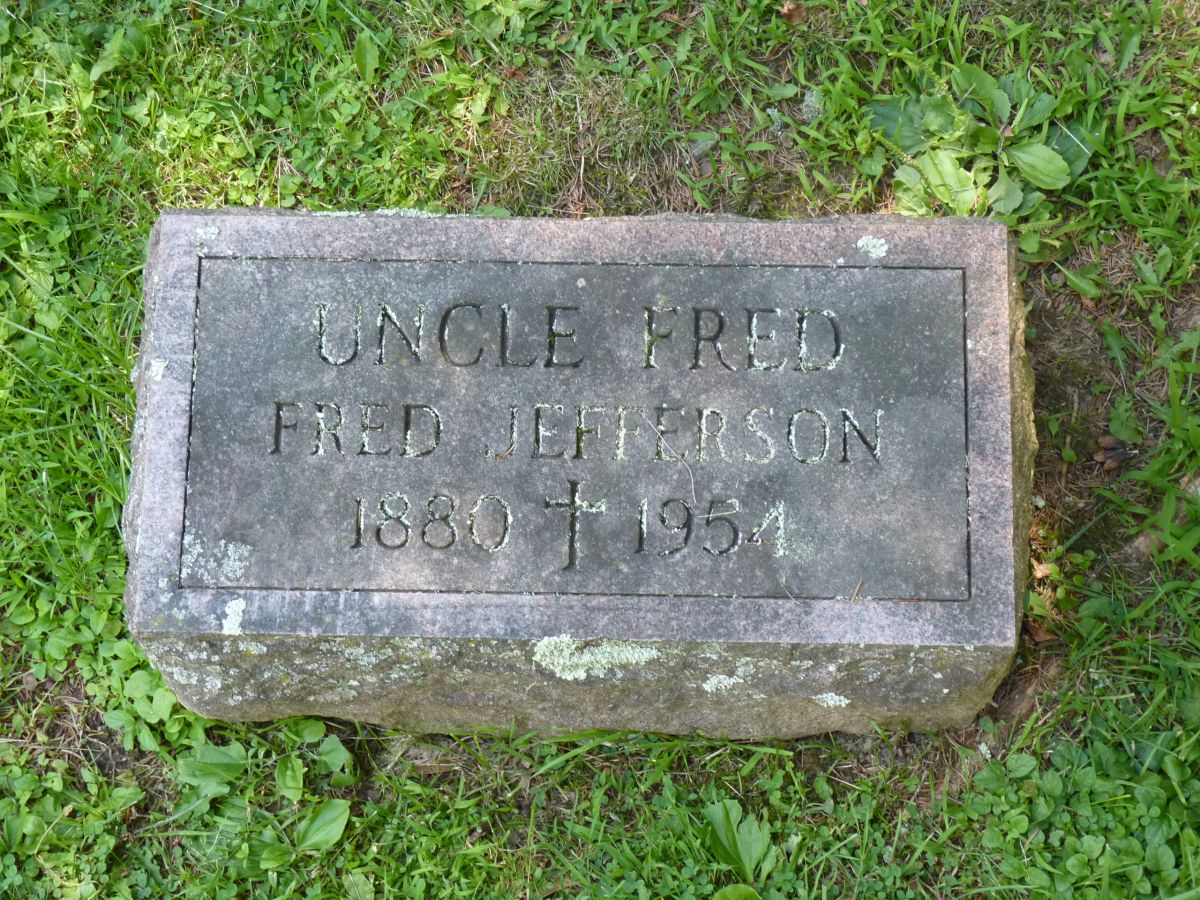 UNCLE FRED
FRED JEFFERSON
1880 ✝ 1954